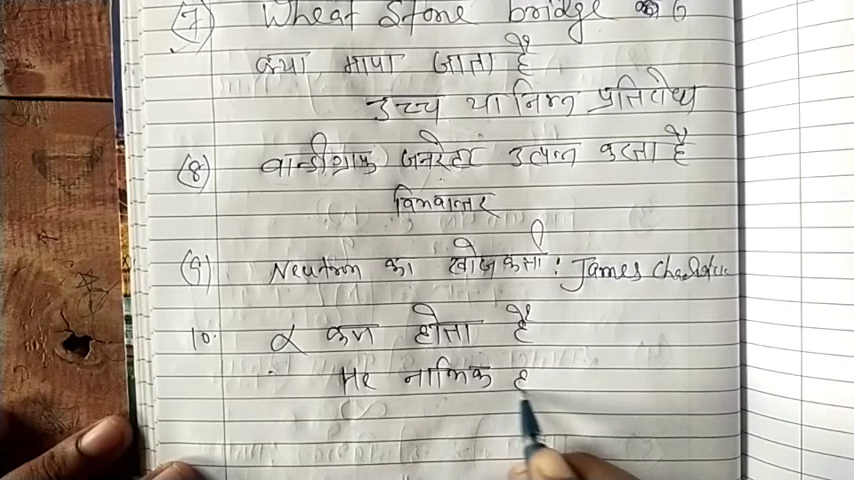 (7) Wheat Stone bridge से
क्या मापा जाता है
उच्च या निम्न प्रतिरोध
(8) वान्डीग्राफ जनरेटर उत्पन्न करता है
विभवान्तर
(9) Neutron का खोजकर्ता : James Chadwick
10. α कण होता है
He नाभिक है